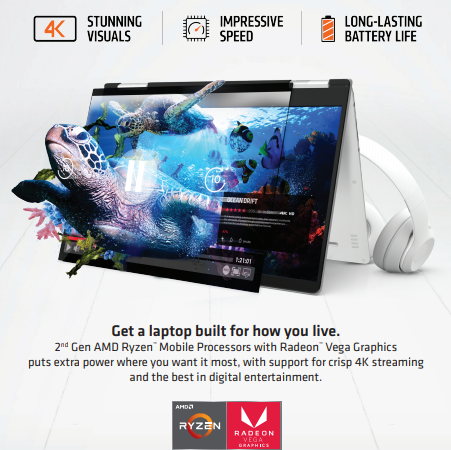 4K STUNNING VISUALS
IMPRESSIVE SPEED
LONG-LASTING BATTERY LIFE
10
OCEAN DRIFT
4K HD
1:21:01
Get a laptop built for how you live.
2nd Gen AMD Ryzen™ Mobile Processors with Radeon™ Vega Graphics
puts extra power where you want it most, with support for crisp 4K streaming
and the best in digital entertainment.
AMD
RYZEN
RADEON
VEGA
GRAPHICS